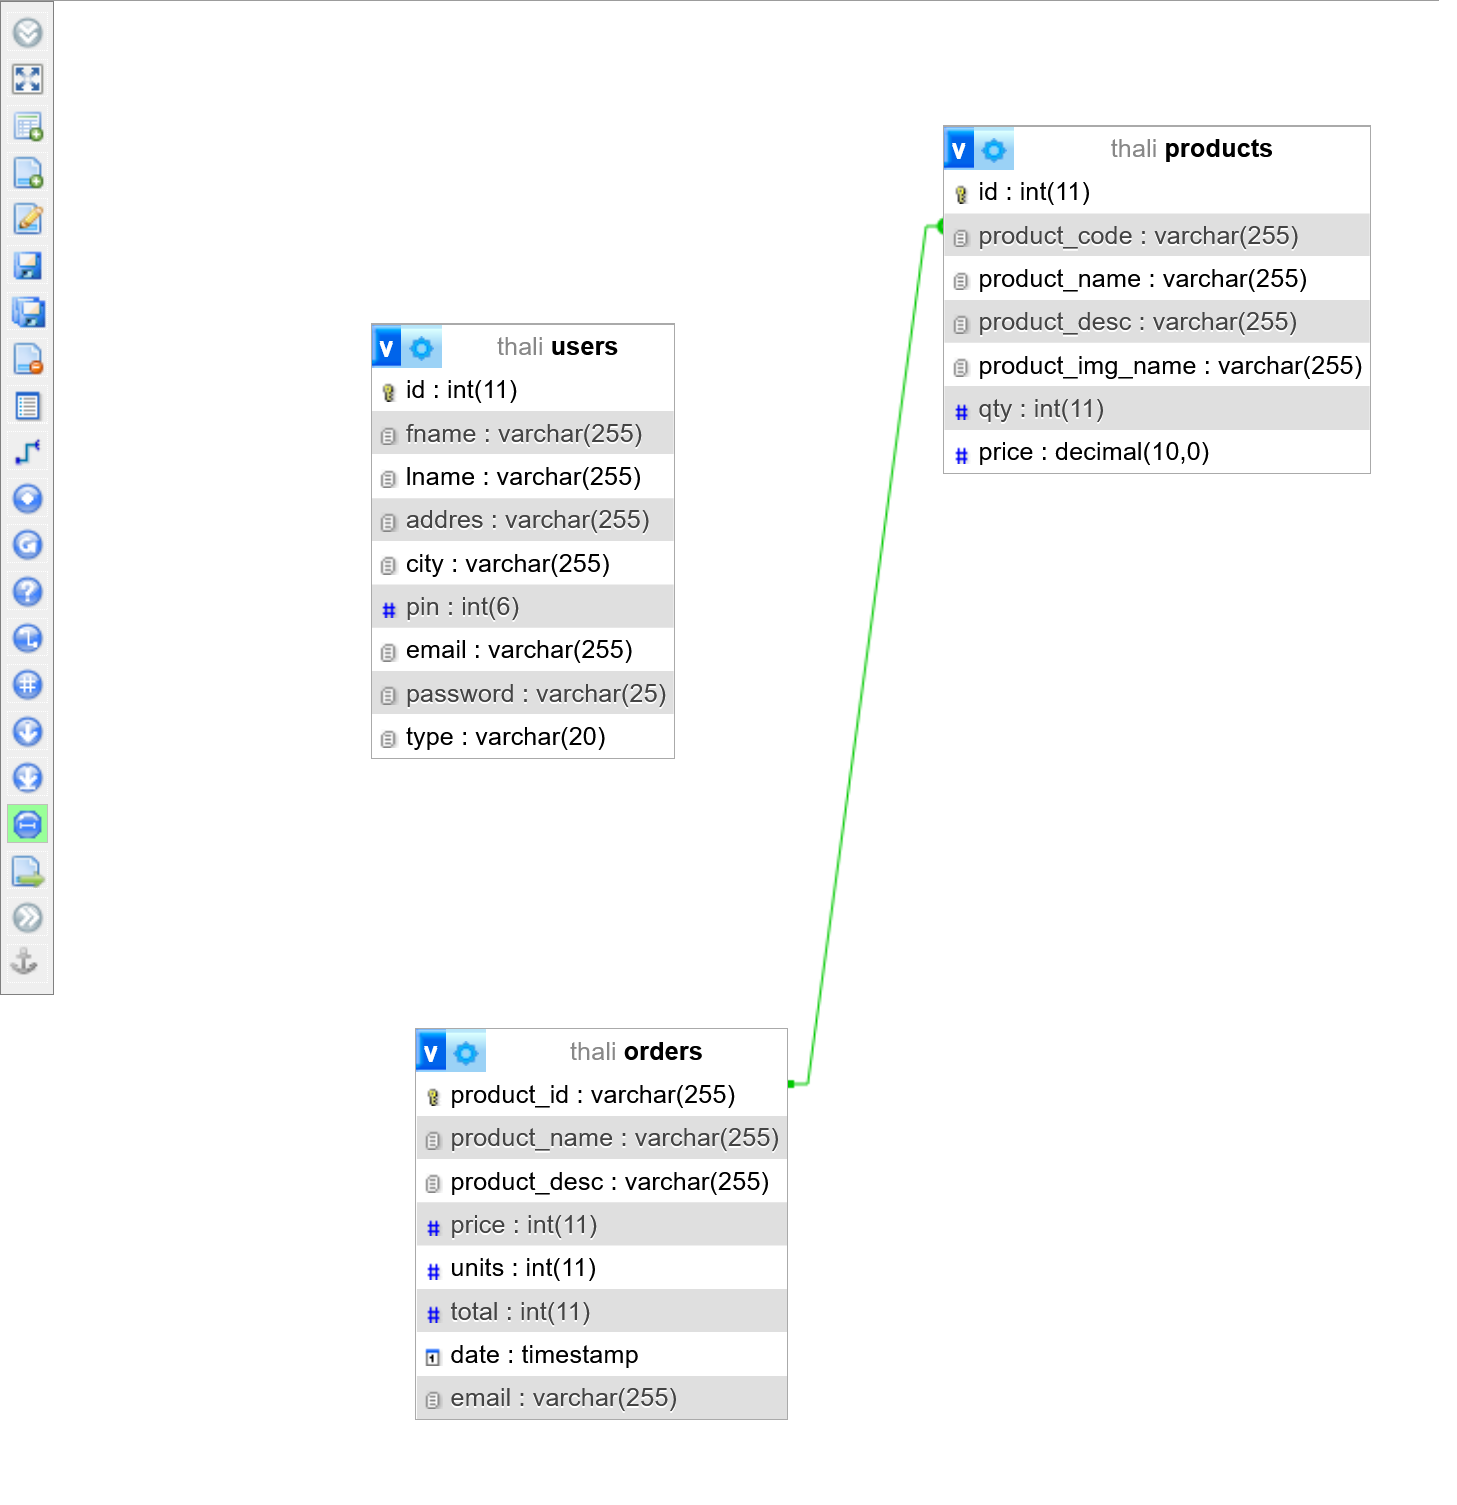 v thali products
id : int(11)
product_code : varchar(255)
product_name : varchar(255)
product_desc : varchar(255)
product_img_name : varchar(255)
# qty : int(11)
# price : decimal(10,0)
v thali users
id : int(11)
fname : varchar(255)
lname : varchar(255)
addres : varchar(255)
city : varchar(255)
# pin : int(6)
email : varchar(255)
password : varchar(25)
type : varchar(20)
v thali orders
product_id : varchar(255)
product_name : varchar(255)
product_desc : varchar(255)
# price : int(11)
# units : int(11)
# total : int(11)
date : timestamp
email : varchar(255)